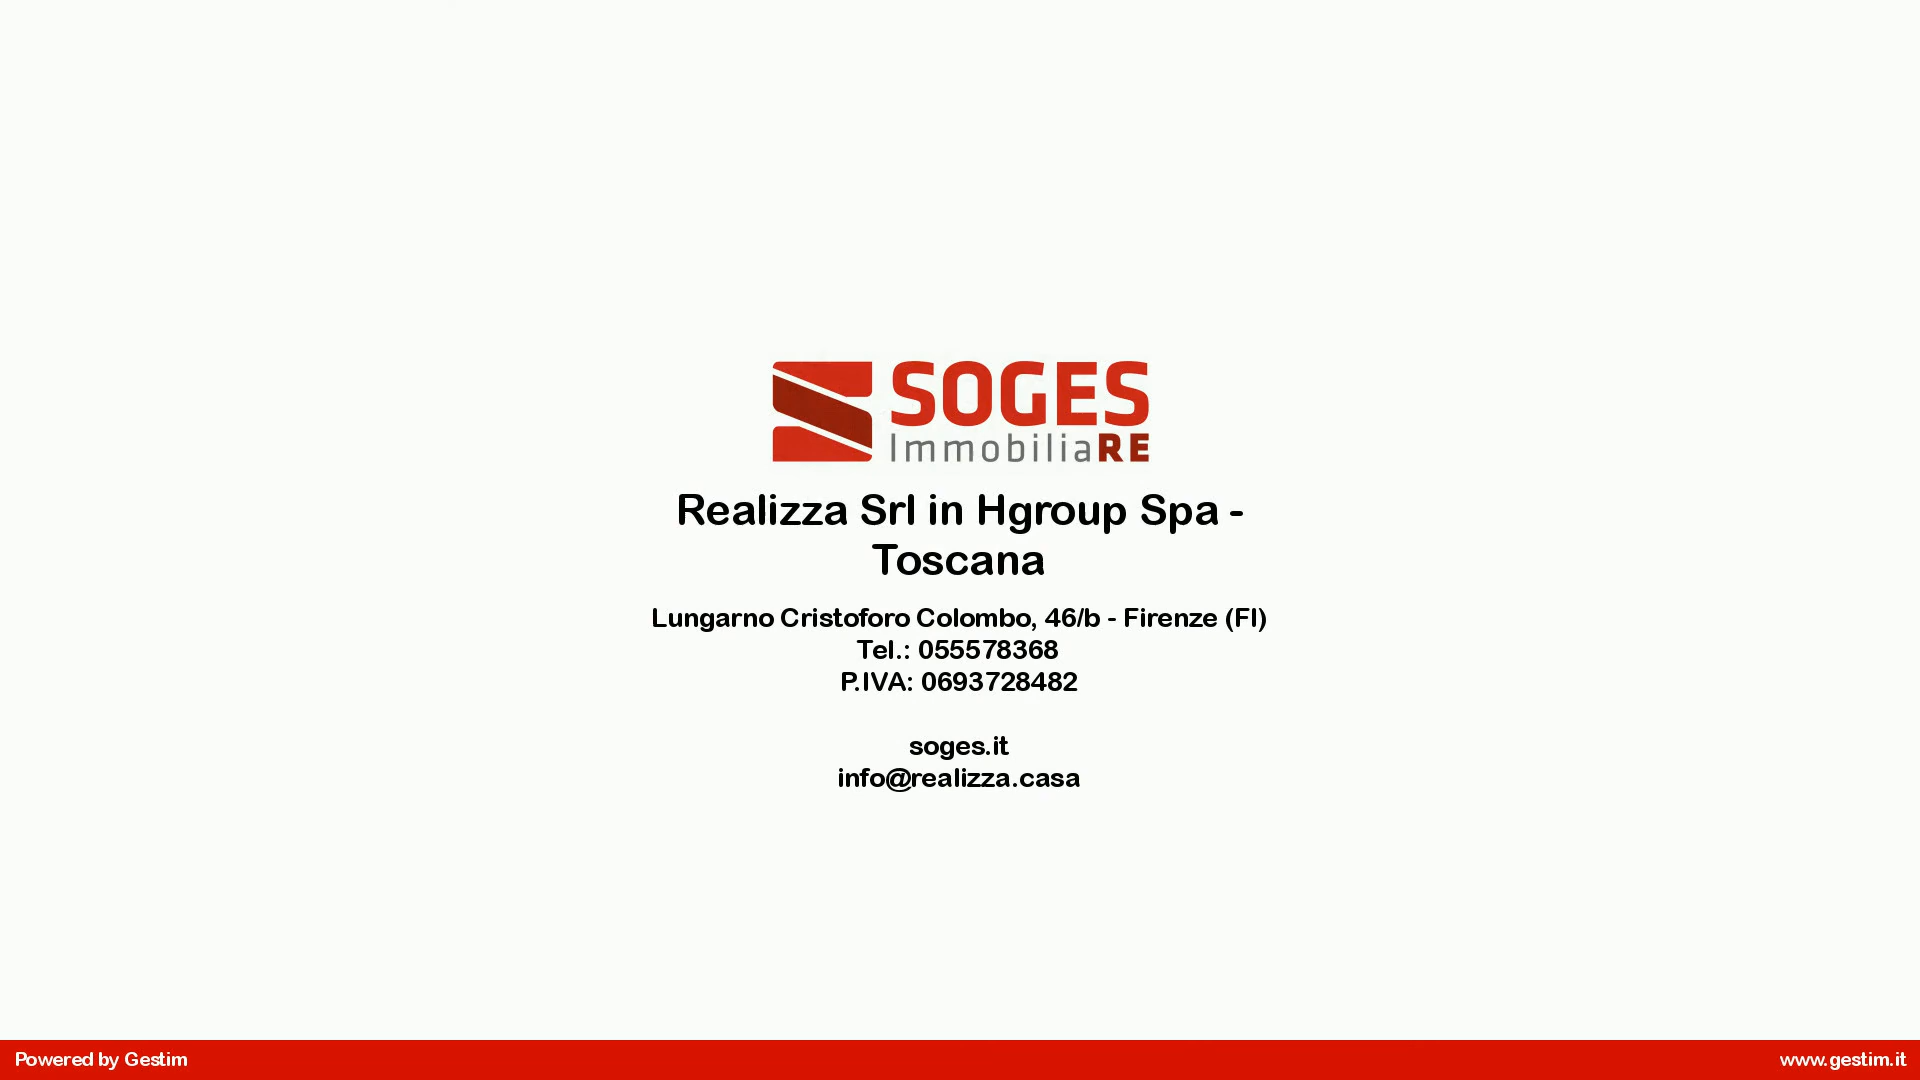 SOGES
ImmobiliaRE
Realizza Srl in Hgroup Spa -
Toscana
Lungarno Cristoforo Colombo, 46/b - Firenze (FI)
Tel.: 055578368
P.IVA: 0693728482
soges.it
info@realizza.casa
Powered by Gestim
www.gestim.it